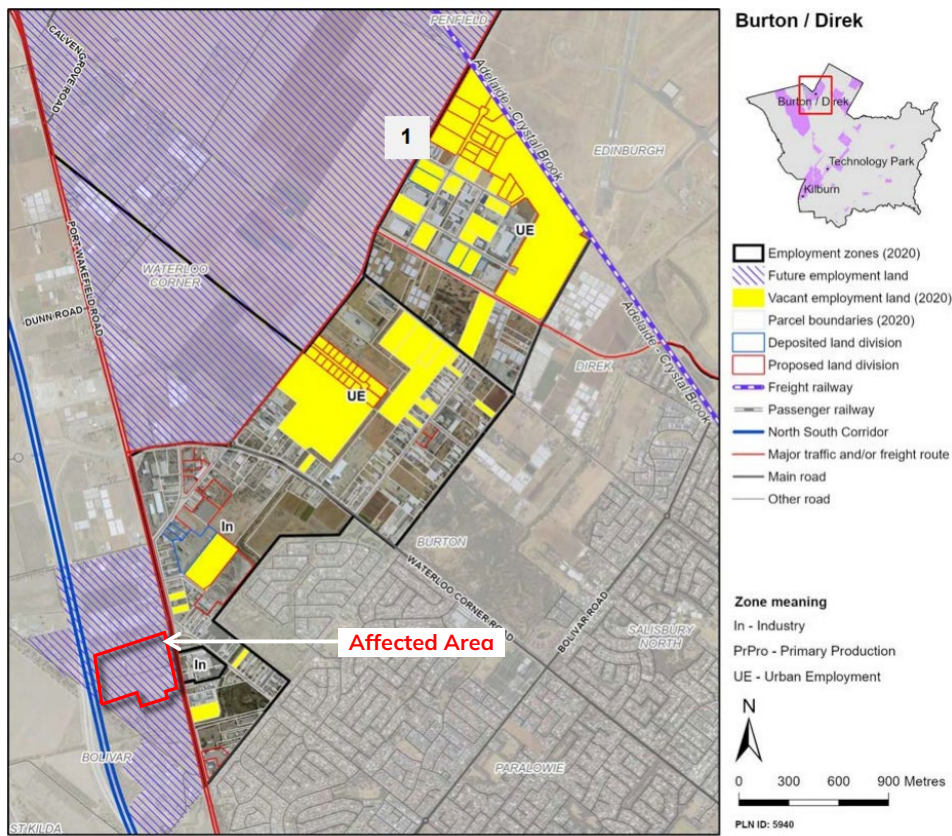 PENFIELD
CALVENGROVE ROAD
Adelaide - Crystal Brook
1
EDINBURGH
UE
PORT WAKEFIELD ROAD
WATERLOO
CORNER
DUNN ROAD
DIREK
Adelaide - Crystal Brook
UE
In
BURTON
WATERLOO CORNER ROAD
BOLIVAR ROAD
SALISBURY
NORTH
Affected Area
In
BOLIVAR
PARALOWIE
ST KILDA
Burton / Direk
Burton / Direk
Technology Park
Kilburn
Employment zones (2020)
Future employment land
Vacant employment land (2020)
Parcel boundaries (2020)
Deposited land division
Proposed land division
Freight railway
Passenger railway
North South Corridor
Major traffic and/or freight route
Main road
Other road
Zone meaning
In - Industry
PrPro - Primary Production
UE - Urban Employment
N
0 300 600 900 Metres
PLN ID: 5940